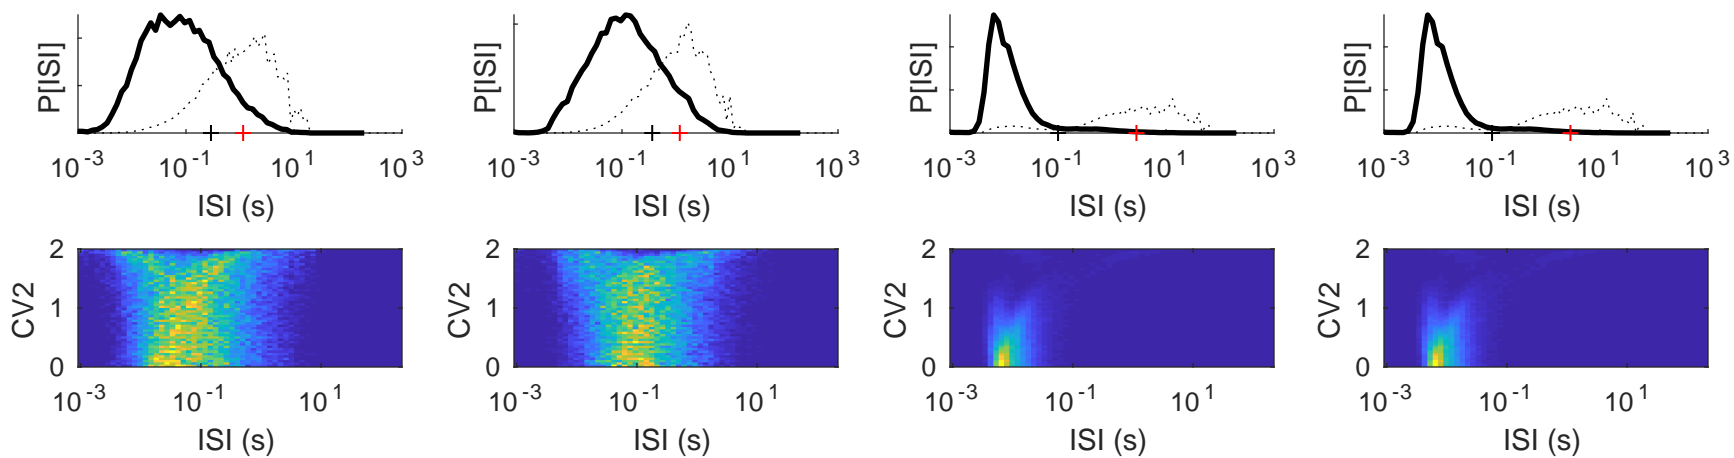 P[ISI] P[ISI] P[ISI] P[ISI]
10^-3 10^-1 10^1 10^3 10^-3 10^-1 10^1 10^3 10^-3 10^-1 10^1 10^3 10^-3 10^-1 10^1 10^3
ISI (s) ISI (s) ISI (s) ISI (s)
2 2 2 2
CV2 1 CV2 1 CV2 1 CV2 1
0 0 0 0
10^-3 10^-1 10^1 10^-3 10^-1 10^1 10^-3 10^-1 10^1 10^-3 10^-1 10^1
ISI (s) ISI (s) ISI (s) ISI (s)